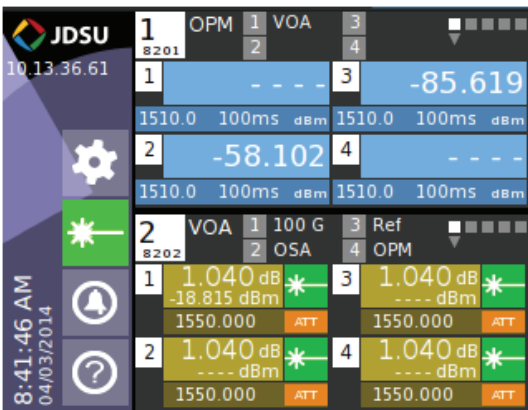 JDSU
10.13.36.61
8:41:46 AM
04/03/2014
1 OPM 1 VOA 3
8201 2 4
1 - - - - 3 -85.619
1510.0 100ms dBm 1510.0 100ms dBm
2 -58.102 4 - - - -
1510.0 100ms dBm 1510.0 100ms dBm
2 VOA 1 100 G 3 Ref
8202 2 OSA 4 OPM
1 1.040 dB 3 1.040 dB
-18.815 dBm - - - - dBm
1550.000 ATT 1550.000 ATT
2 1.040 dB 4 1.040 dB
- - - - dBm - - - - dBm
1550.000 ATT 1550.000 ATT
?